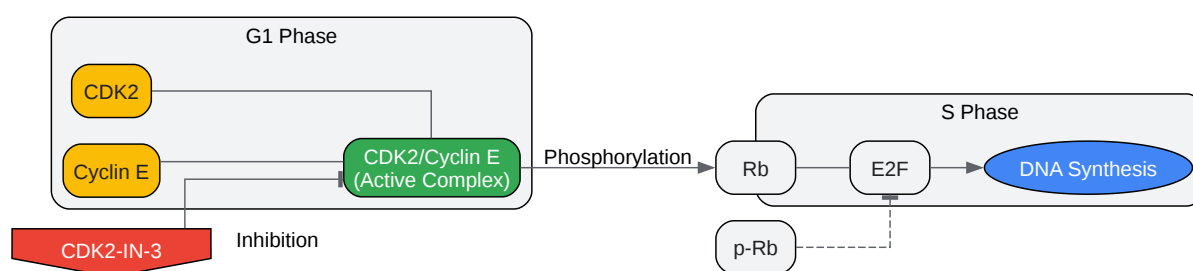 G1 Phase
CDK2
Cyclin E
CDK2/Cyclin E
(Active Complex)
CDK2-IN-3
Inhibition
Phosphorylation
S Phase
Rb
E2F
DNA Synthesis
p-Rb